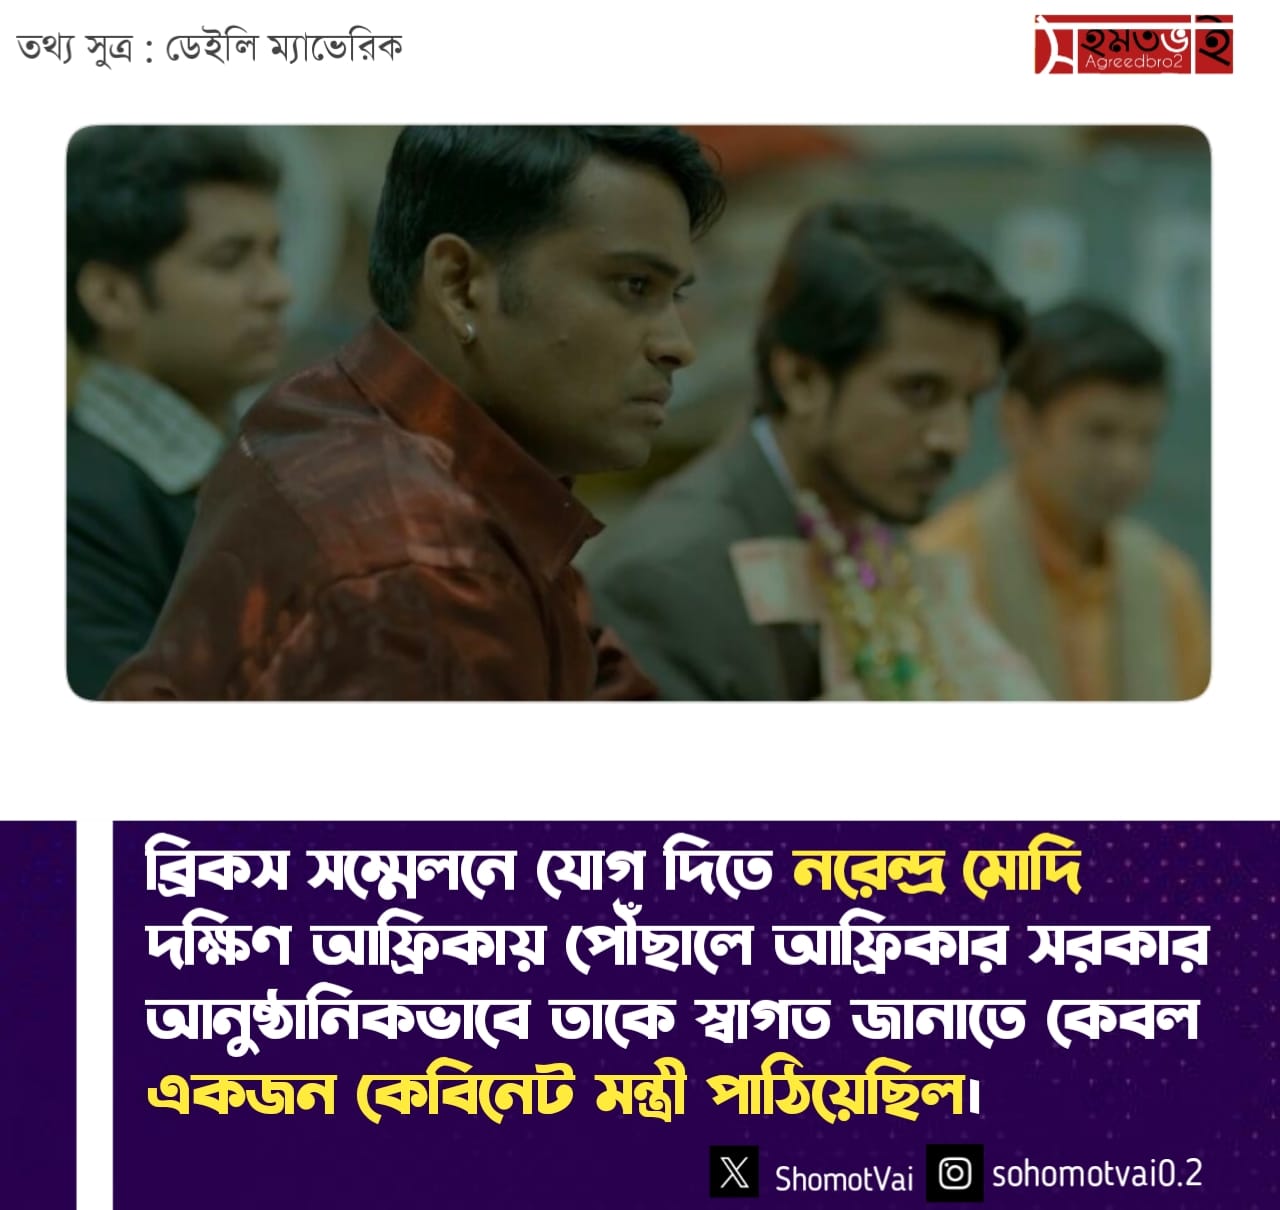 তথ্য সুত্র : ডেইলি ম্যাভেরিক
সহমতভাই
Agreedbro2
ব্রিকস সম্মেলনে যোগ দিতে নরেন্দ্র মোদি
দক্ষিণ আফ্রিকায় পৌঁছালে আফ্রিকার সরকার
আনুষ্ঠানিকভাবে তাকে স্বাগত জানাতে কেবল
একজন কেবিনেট মন্ত্রী পাঠিয়েছিল।
ShomotVai sohomotvai0.2